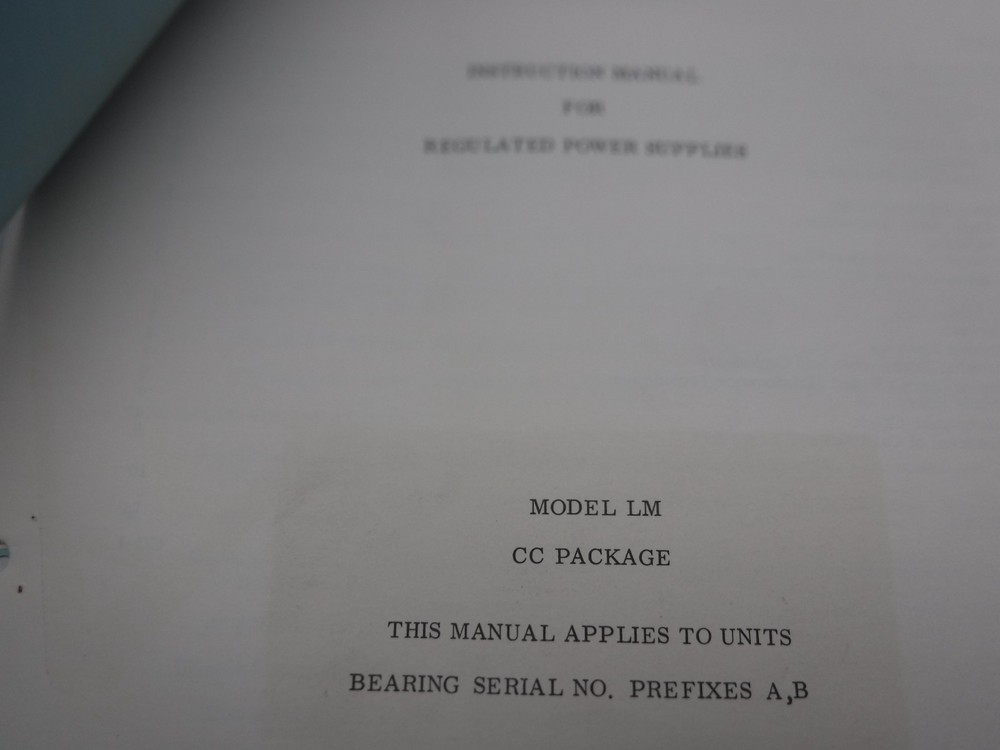 INSTRUCTION MANUAL
FOR
REGULATED POWER SUPPLIES
MODEL LM
CC PACKAGE
THIS MANUAL APPLIES TO UNITS
BEARING SERIAL NO. PREFIXES A,B